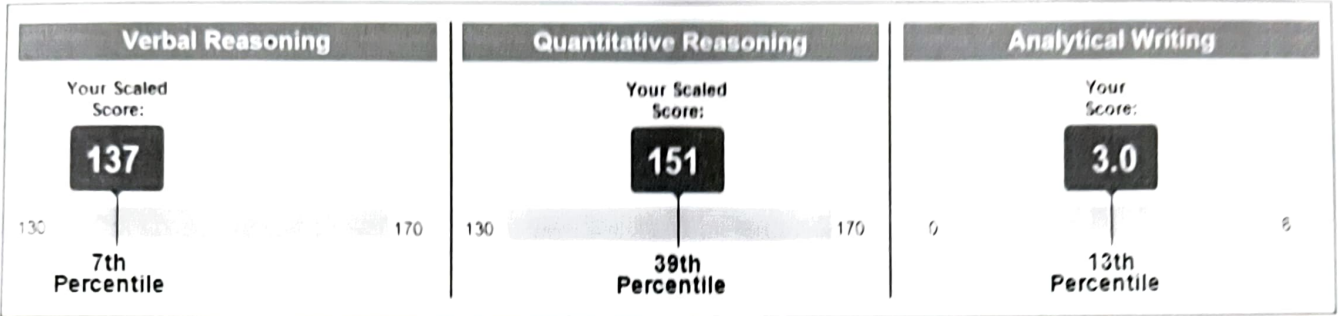 Verbal Reasoning
Your Scaled
Score:
137
130
170
7th
Percentile
Quantitative Reasoning
Your Scaled
Score:
151
130
170
39th
Percentile
Analytical Writing
Your
Score:
3.0
0
6
13th
Percentile